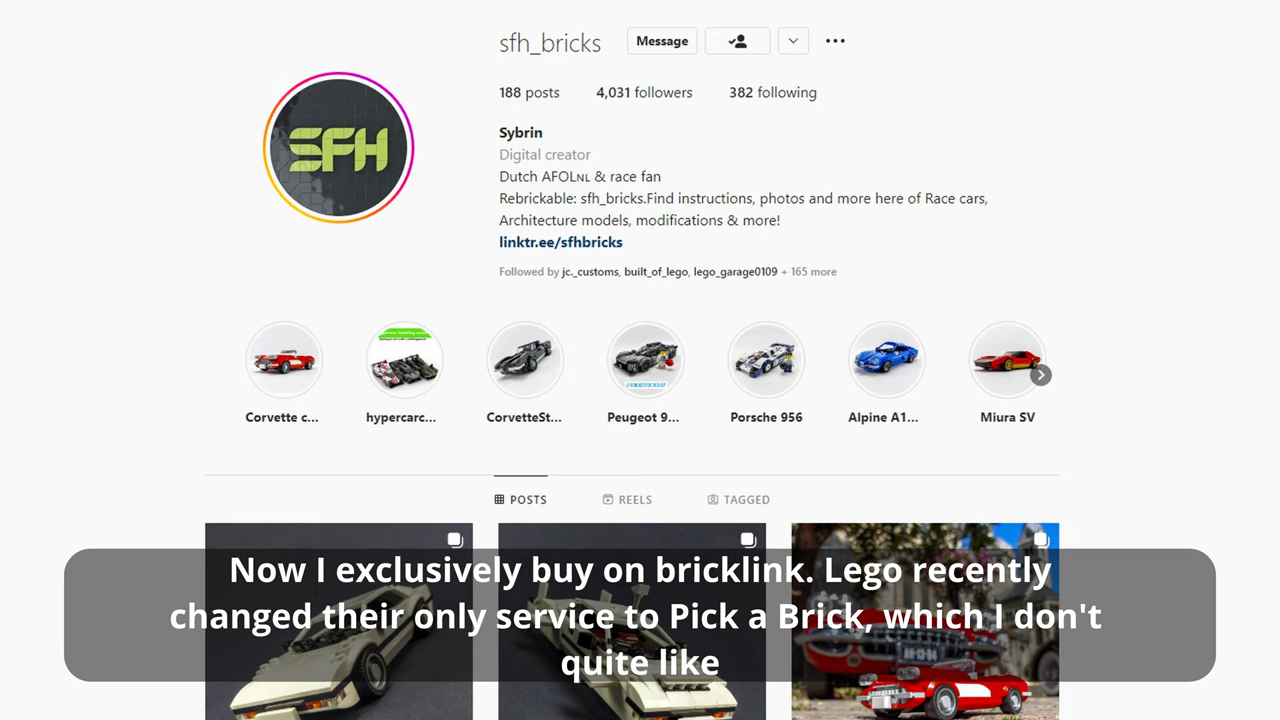 sfh_bricks
Message
188 posts 4,031 followers 382 following
SFH
Sybrin
Digital creator
Dutch AFOLNL & race fan
Rebrickable: sfh_bricks.Find instructions, photos and more here of Race cars,
Architecture models, modifications & more!
linktr.ee/sfhbricks
Followed by jc._customs, built_of_lego, lego_garage0109 + 165 more
Corvette c... hypercarc... CorvetteSt... Peugeot 9... Porsche 956 Alpine A1... Miura SV
POSTS REELS TAGGED
Now I exclusively buy on bricklink. Lego recently
changed their only service to Pick a Brick, which I don't
quite like